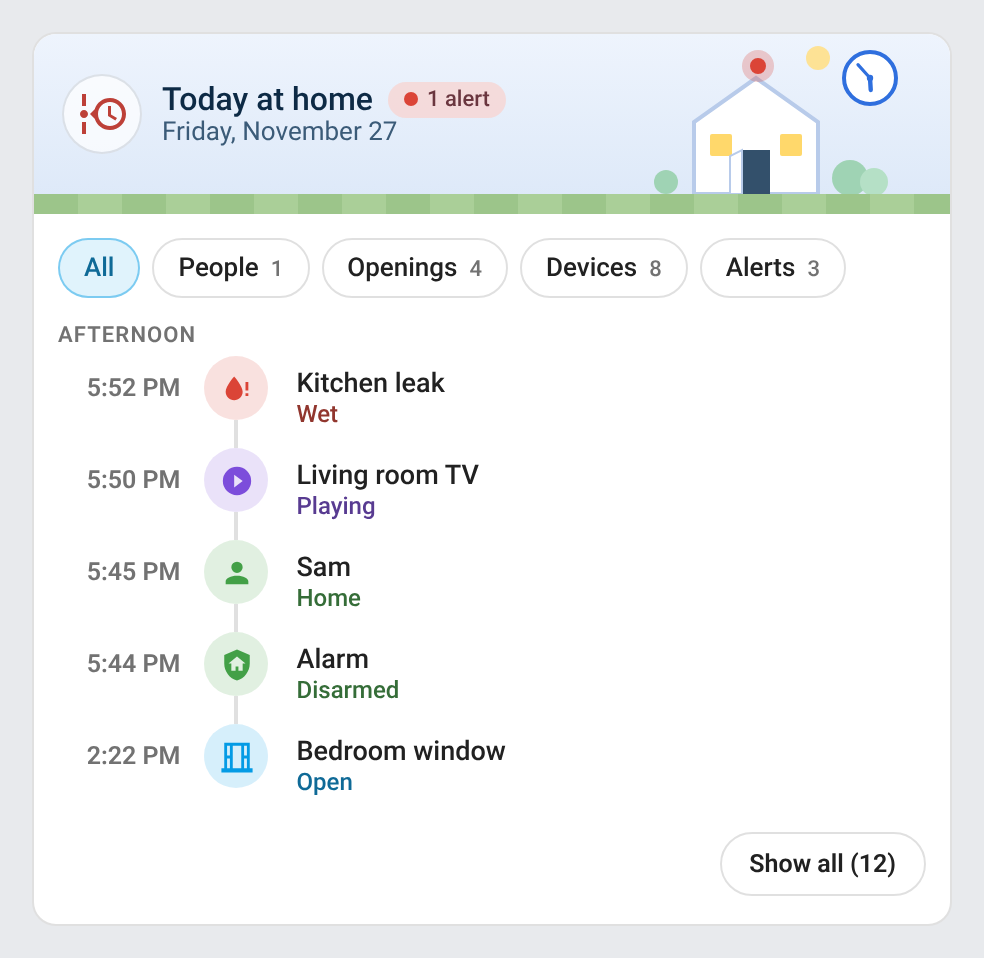 Today at home
1 alert
Friday, November 27
All
People 1
Openings 4
Devices 8
Alerts 3
AFTERNOON
5:52 PM
Kitchen leak
Wet
5:50 PM
Living room TV
Playing
5:45 PM
Sam
Home
5:44 PM
Alarm
Disarmed
2:22 PM
Bedroom window
Open
Show all (12)